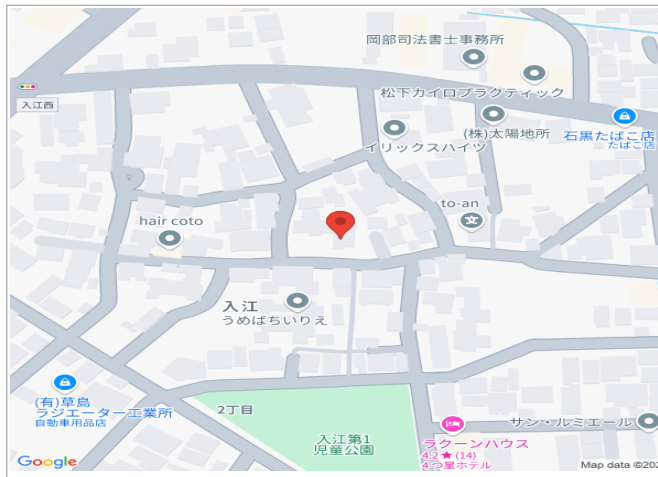 岡部司法書士事務所
松下カイロプラクティック
入江西
石黒たばこ店
たばこ店
(株)太陽地所
イリックスハイツ
to-an
hair coto
入江
うめばちいりえ
(有)草島
ラジエーター工業所
自動車用品店
2丁目
入江第1
児童公園
サン・ルミエール
ラクーンハウス
4.2★(14)
4つ星ホテル
Google
Map data ©202